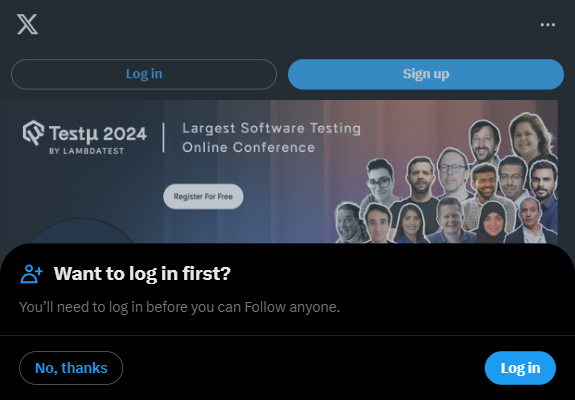 Log in
Sign up
Testμ 2024
BY LAMBDATEST
Largest Software Testing
Online Conference
Register For Free
Want to log in first?
You’ll need to log in before you can Follow anyone.
No, thanks
Log in